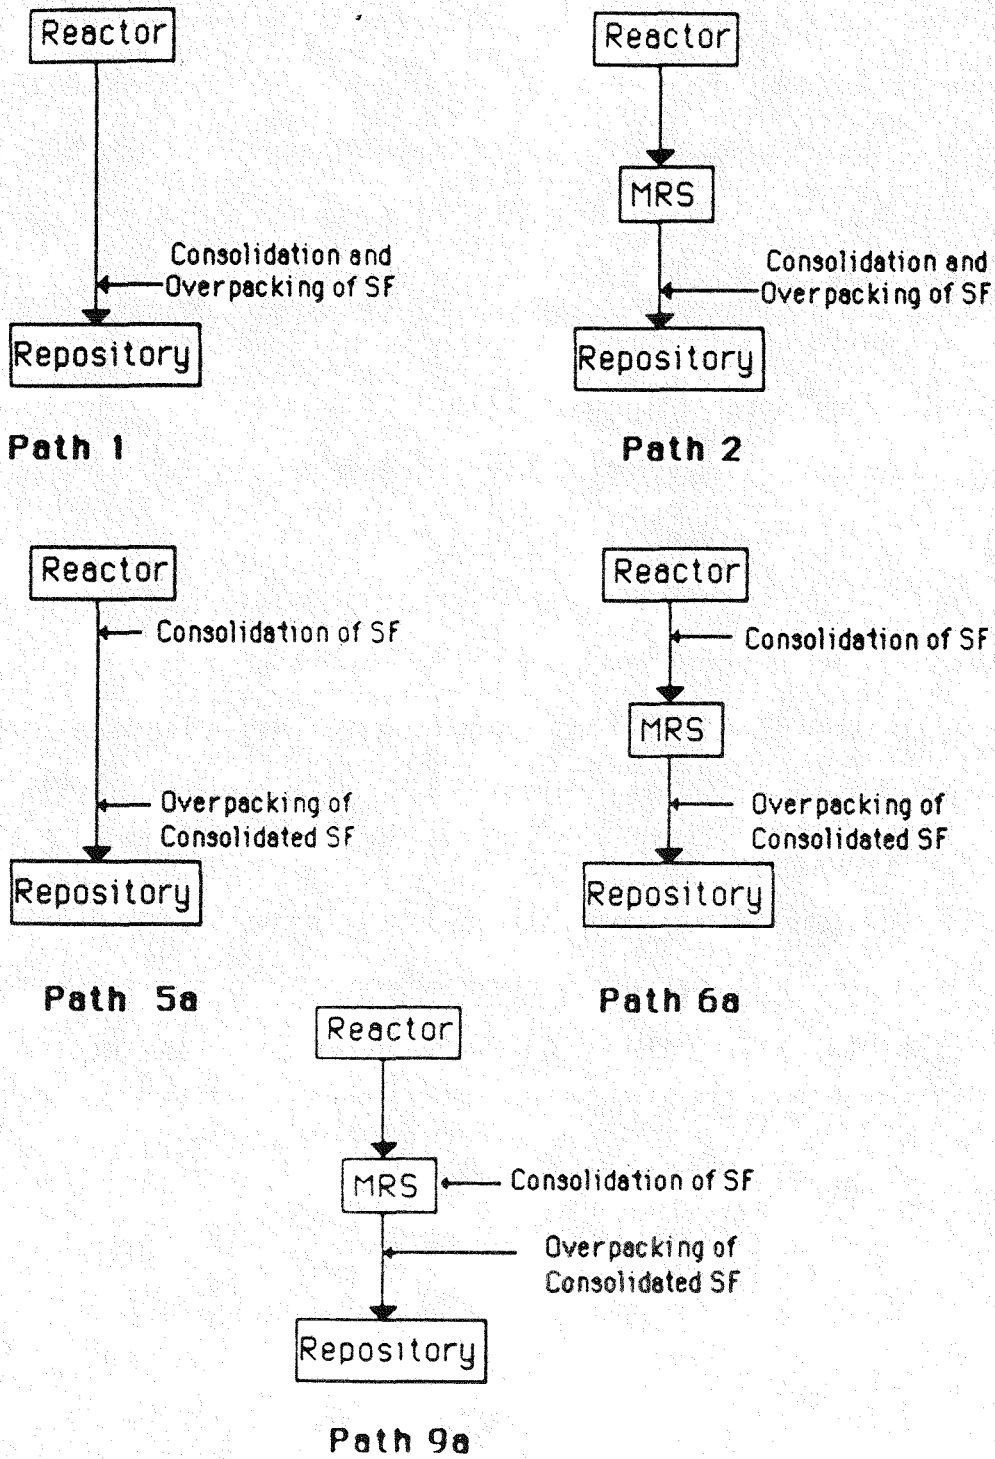 Reactor
Consolidation and
Overpacking of SF
Repository
Path 1
Reactor
MRS
Consolidation and
Overpacking of SF
Repository
Path 2
Reactor
Consolidation of SF
Overpacking of
Consolidated SF
Repository
Path 5a
Reactor
Consolidation of SF
MRS
Overpacking of
Consolidated SF
Repository
Path 6a
Reactor
MRS
Consolidation of SF
Overpacking of
Consolidated SF
Repository
Path 9a